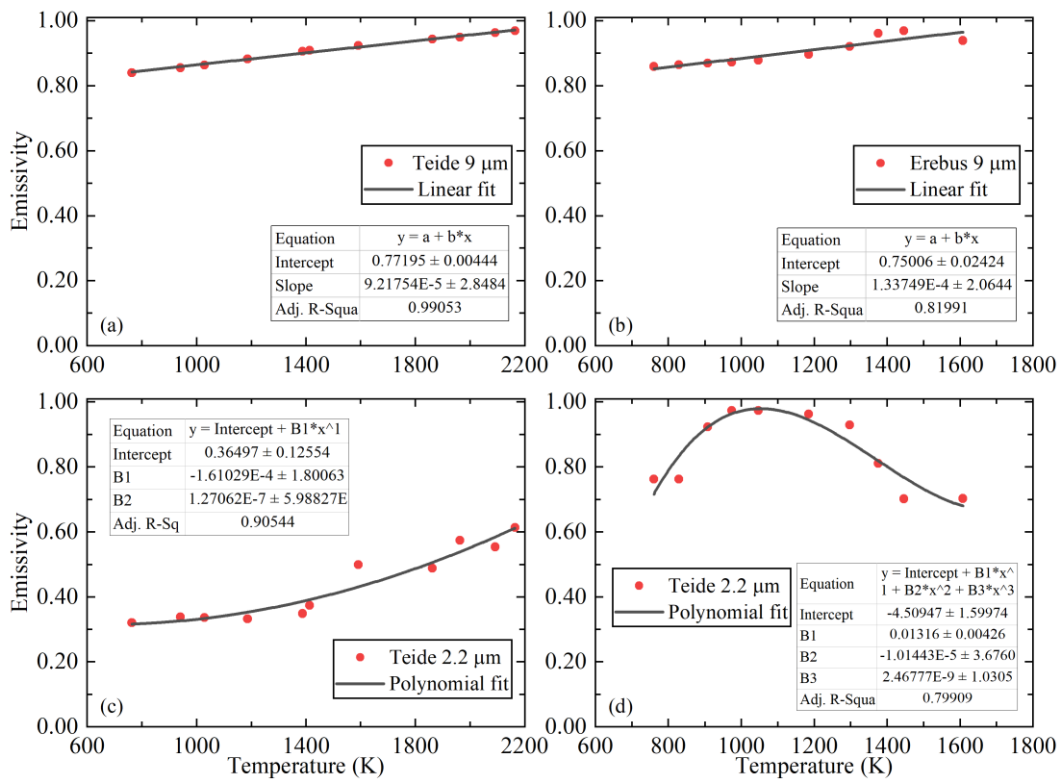 1.00
0.80
0.60
0.40
0.20
0.00
Emissivity
Teide 9 μm
Linear fit
Equation y = a + b*x
Intercept 0.77195 ± 0.00444
Slope 9.21754E-5 ± 2.8484
Adj. R-Squa 0.99053
(a)
600 1000 1400 1800 2200
1.00
0.80
0.60
0.40
0.20
0.00
Erebus 9 μm
Linear fit
Equation y = a + b*x
Intercept 0.75006 ± 0.02424
Slope 1.33749E-4 ± 2.0644
Adj. R-Squa 0.81991
(b)
600 800 1000 1200 1400 1600 1800
1.00
0.80
0.60
0.40
0.20
0.00
Emissivity
Equation y = Intercept + B1*x^1
Intercept 0.36497 ± 0.12554
B1 -1.61029E-4 ± 1.80063
B2 1.27062E-7 ± 5.98827E
Adj. R-Sq 0.90544
Teide 2.2 μm
Polynomial fit
(c)
600 1000 1400 1800 2200
Temperature (K)
1.00
0.80
0.60
0.40
0.20
0.00
Teide 2.2 μm
Polynomial fit
Equation y = Intercept + B1*x^
1 + B2*x^2 + B3*x^3
Intercept -4.50947 ± 1.59974
B1 0.01316 ± 0.00426
B2 -1.01443E-5 ± 3.6760
B3 2.46777E-9 ± 1.0305
Adj. R-Squa 0.79909
(d)
600 800 1000 1200 1400 1600 1800
Temperature (K)